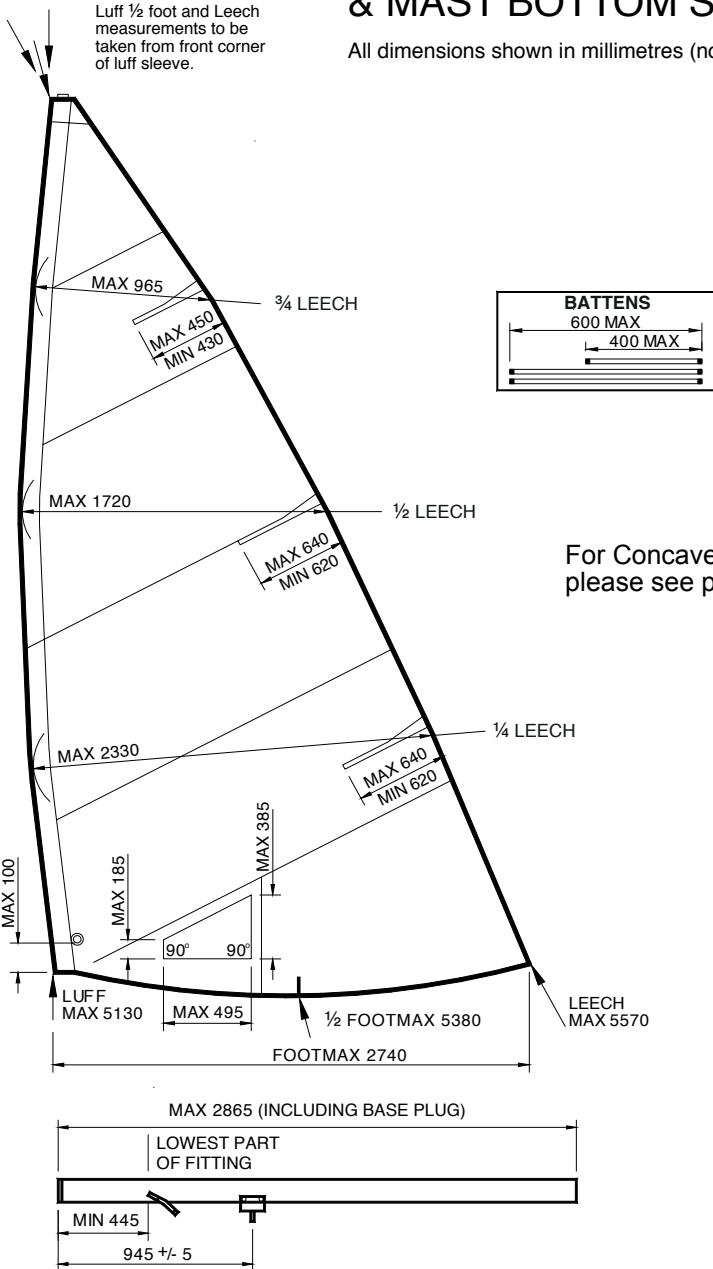 Luff ½ foot and Leech
measurements to be
taken from front corner
of luff sleeve.
& MAST BOTTOM
All dimensions shown in millimetres
MAX 965
¾ LEECH
MAX 450
MIN 430
BATTENS
600 MAX
400 MAX
MAX 1720
½ LEECH
MAX 640
MIN 620
For Concave
please see
MAX 2330
¼ LEECH
MAX 640
MIN 620
MAX 385
MAX 185
MAX 100
90° 90°
LUFF
MAX 5130
MAX 495
½ FOOTMAX 5380
LEECH
MAX 5570
FOOTMAX 2740
MAX 2865 (INCLUDING BASE PLUG)
LOWEST PART
OF FITTING
MIN 445
945 +/- 5